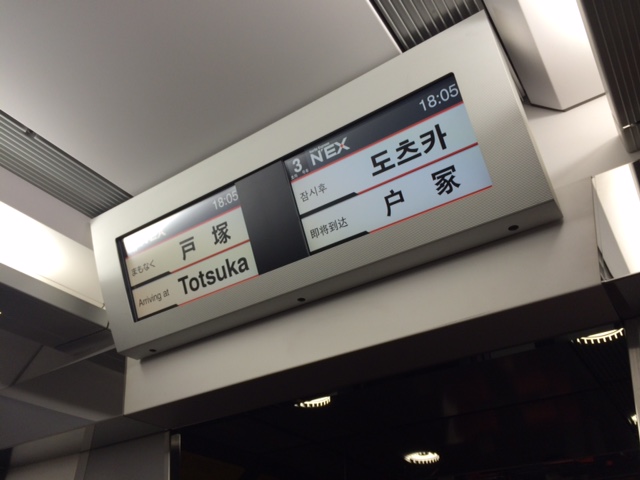 18:05
まもなく 戸塚
Arriving at Totsuka
3 N'EX 18:05
잠시후 도츠카
即将到达 户冢